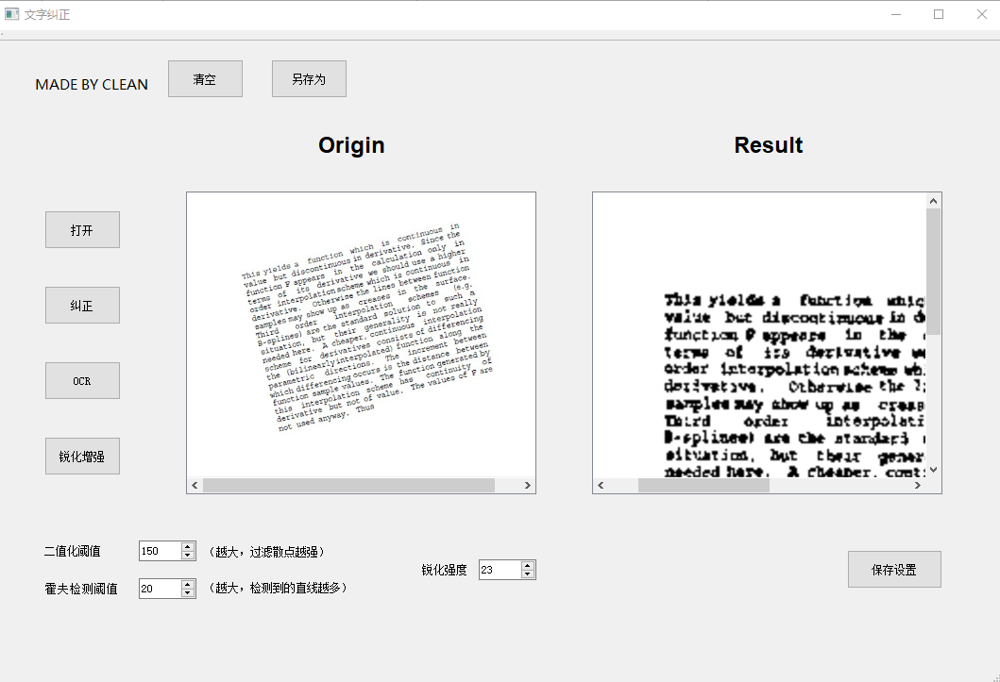 文字纠正
MADE BY CLEAN
清空
另存为
Origin
Result
打开
纠正
OCR
锐化增强
This yields a function which is continuous in
value but discontinuous in derivative. Since the
function F appears in the calculation only in
terms of its derivative we should use a higher
order interpolation scheme which is continuous in
derivative. Otherwise the lines between function
samples may show up as creases in the surface.
Third order interpolation schemes (e.g.
B-splines) are the standard solution to such a
situation, but their generality is not really
needed here. A cheaper, continuous interpolation
scheme for derivatives consists of differencing
the (bilinearly interpolated) function along the
parametric directions. The increment between
which differencing occurs is the distance between
function sample values. The function generated by
this interpolation scheme has continuity of
derivative but not of value. The values of F are
not used anyway. Thus
This yields a function whic
value but discontinuous in d
function F appears in the c
terms of its derivative we
order interpolation scheme wh
derivative. Otherwise the li
samples may show up as creas
Third order interpolati
B-splines) are the standard s
situation, but their gener
needed here. A cheaper, conti
二值化阈值
150
(越大，过滤散点越强)
霍夫检测阈值
20
(越大，检测到的直线越多)
锐化强度
23
保存设置